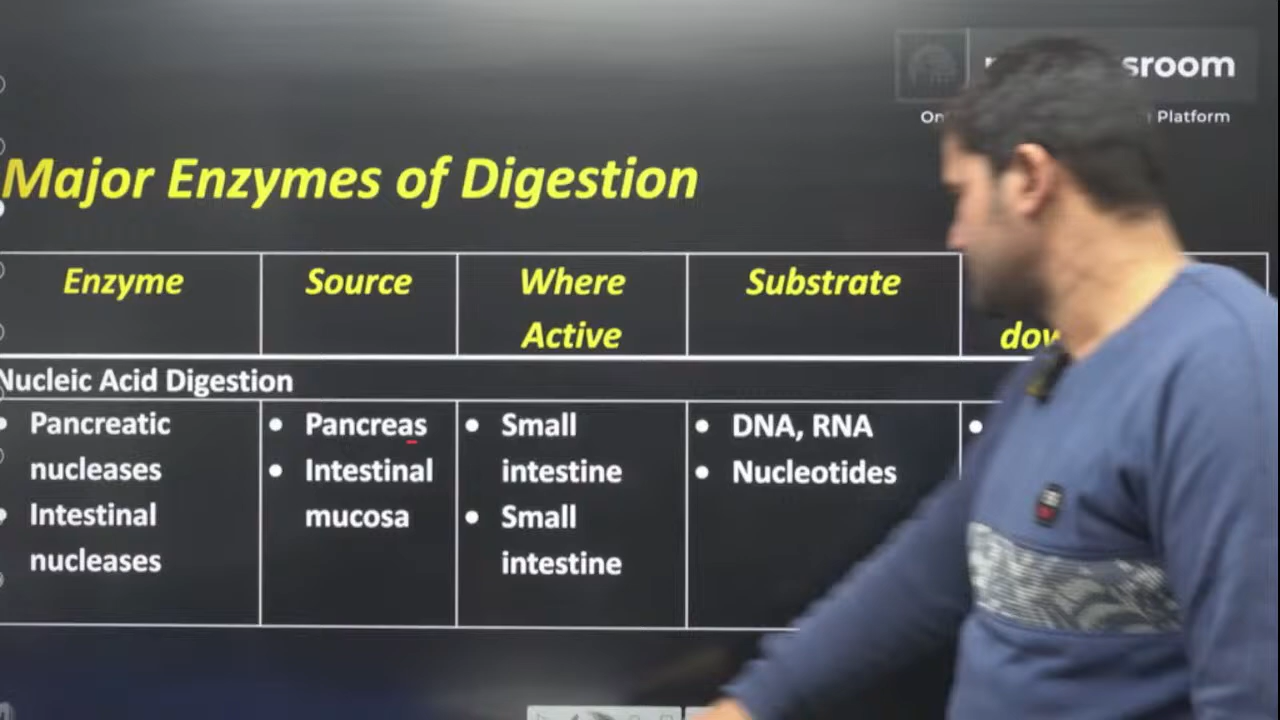 sroom
Platform
Major Enzymes of Digestion
Enzyme Source Where Active Substrate
Nucleic Acid Digestion
• Pancreatic nucleases
• Intestinal nucleases
• Pancreas
• Intestinal mucosa
• Small intestine
• Small intestine
• DNA, RNA
• Nucleotides